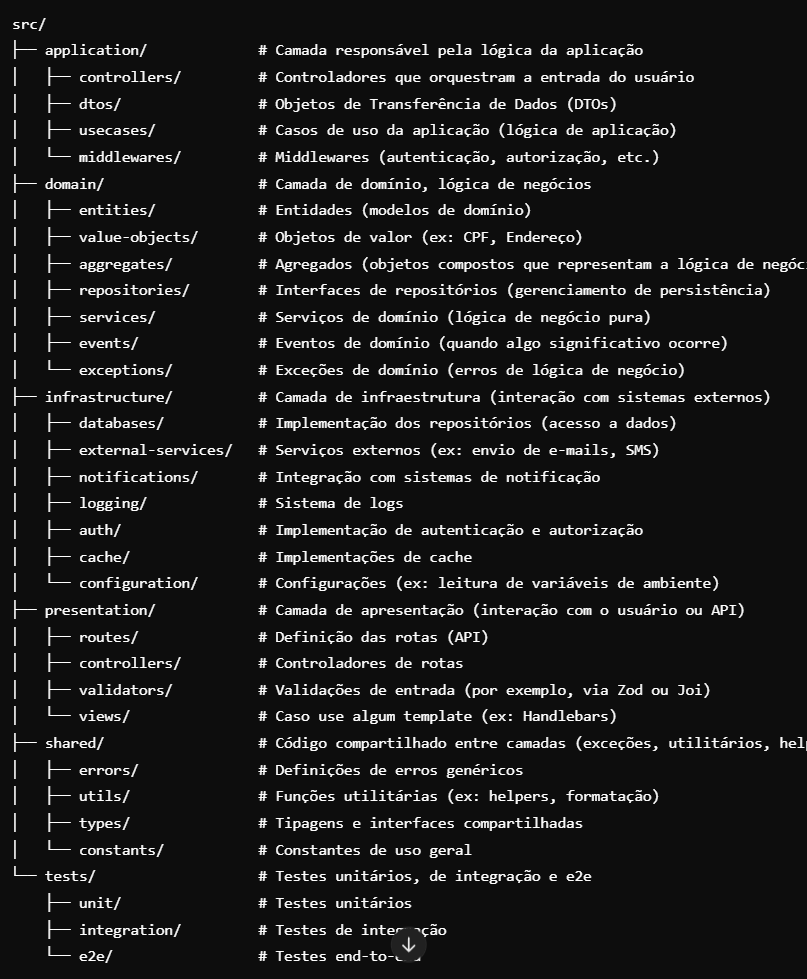 src/
├── application/             # Camada responsável pela lógica da aplicação
│   ├── controllers/         # Controladores que orquestram a entrada do usuário
│   ├── dtos/                # Objetos de Transferência de Dados (DTOs)
│   ├── usecases/            # Casos de uso da aplicação (lógica de aplicação)
│   └── middlewares/         # Middlewares (autenticação, autorização, etc.)
├── domain/                  # Camada de domínio, lógica de negócios
│   ├── entities/            # Entidades (modelos de domínio)
│   ├── value-objects/       # Objetos de valor (ex: CPF, Endereço)
│   ├── aggregates/          # Agregados (objetos compostos que representam a lógica de negóc
│   ├── repositories/        # Interfaces de repositórios (gerenciamento de persistência)
│   ├── services/            # Serviços de domínio (lógica de negócio pura)
│   ├── events/              # Eventos de domínio (quando algo significativo ocorre)
│   └── exceptions/          # Exceções de domínio (erros de lógica de negócio)
├── infrastructure/          # Camada de infraestrutura (interação com sistemas externos)
│   ├── databases/           # Implementação dos repositórios (acesso a dados)
│   ├── external-services/   # Serviços externos (ex: envio de e-mails, SMS)
│   ├── notifications/       # Integração com sistemas de notificação
│   ├── logging/             # Sistema de logs
│   ├── auth/                # Implementação de autenticação e autorização
│   ├── cache/               # Implementações de cache
│   └── configuration/       # Configurações (ex: leitura de variáveis de ambiente)
├── presentation/            # Camada de apresentação (interação com o usuário ou API)
│   ├── routes/              # Definição das rotas (API)
│   ├── controllers/         # Controladores de rotas
│   ├── validators/          # Validações de entrada (por exemplo, via Zod ou Joi)
│   └── views/               # Caso use algum template (ex: Handlebars)
├── shared/                  # Código compartilhado entre camadas (exceções, utilitários, hel
│   ├── errors/              # Definições de erros genéricos
│   ├── utils/               # Funções utilitárias (ex: helpers, formatação)
│   ├── types/               # Tipagens e interfaces compartilhadas
│   └── constants/           # Constantes de uso geral
└── tests/                   # Testes unitários, de integração e e2e
    ├── unit/                # Testes unitários
    ├── integration/         # Testes de integração
    └── e2e/                 # Testes end-to-